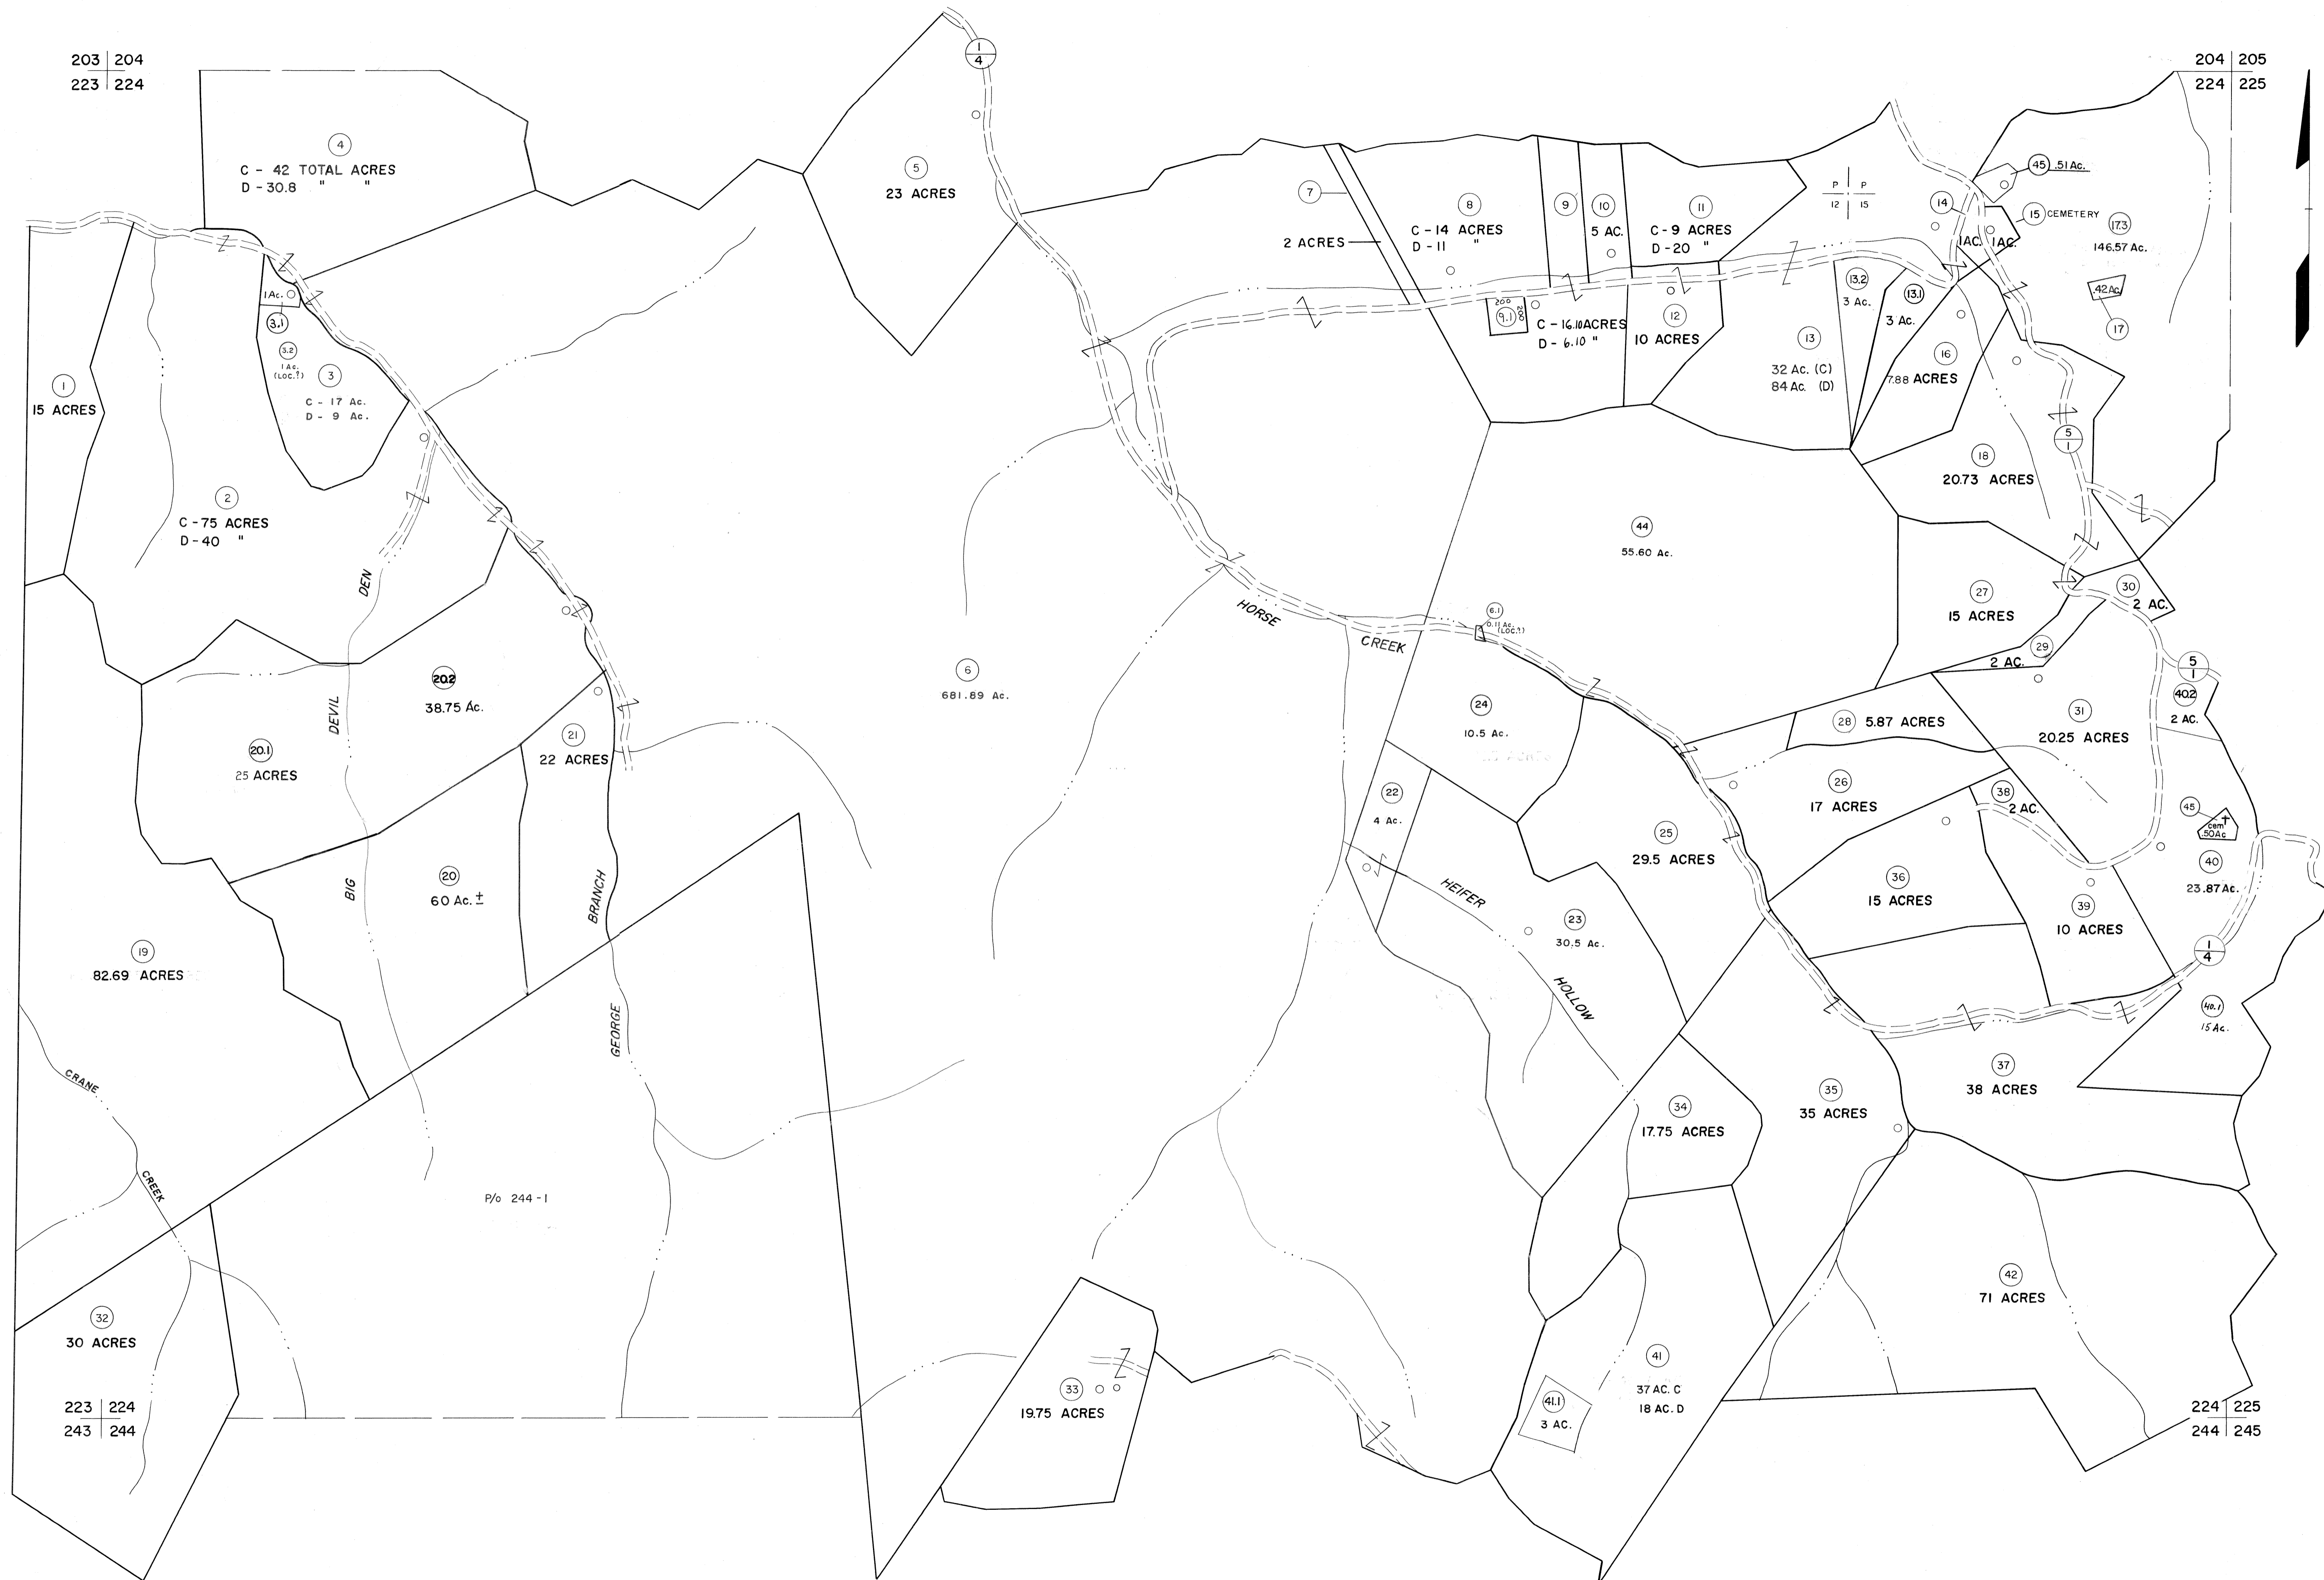 203 204
223 224
204 205
224 225
1
4
4
C - 42 TOTAL ACRES
D - 30.8 " "
5
23 ACRES
7
2 ACRES
8
C - 14 ACRES
D - 11 "
9
10
5 AC.
11
C - 9 ACRES
D - 20 "
P P
12 15
45 .51 Ac.
14
1 AC.
1 AC.
15 CEMETERY
17.3
146.57 Ac.
.42 Ac.
17
1 Ac.
3.1
3.2
1 Ac.
(LOC.?)
3
C - 17 Ac.
D - 9 Ac.
1
15 ACRES
2
C - 75 ACRES
D - 40 "
200
200
9.1
C - 16.10 ACRES
D - 6.10 "
12
10 ACRES
13
32 Ac. (C)
84 Ac. (D)
13.2
3 Ac.
13.1
3 Ac.
16
7.88 ACRES
5
1
18
20.73 ACRES
44
55.60 Ac.
DEN
DEVIL
BIG
HORSE
CREEK
6.1
0.11 Ac.
(LOC.?)
27
15 ACRES
30
2 AC.
29
2 AC.
5
1
40.2
2 AC.
6
681.89 Ac.
20.2
38.75 Ac.
20.1
25 ACRES
21
22 ACRES
24
10.5 Ac.
28 5.87 ACRES
31
20.25 ACRES
26
17 ACRES
38
2 AC.
22
4 Ac.
25
29.5 ACRES
45
cem
.50 Ac
40
23.87 Ac.
20
60 Ac. ±
BRANCH
GEORGE
HEIFER
HOLLOW
23
30.5 Ac.
36
15 ACRES
39
10 ACRES
1
4
19
82.69 ACRES
40.1
15 Ac.
CRANE
CREEK
37
38 ACRES
34
17.75 ACRES
35
35 ACRES
P/o 244 - 1
32
30 ACRES
42
71 ACRES
33
19.75 ACRES
41
37 AC. C
18 AC. D
41.1
3 AC.
223 224
243 244
224 225
244 245